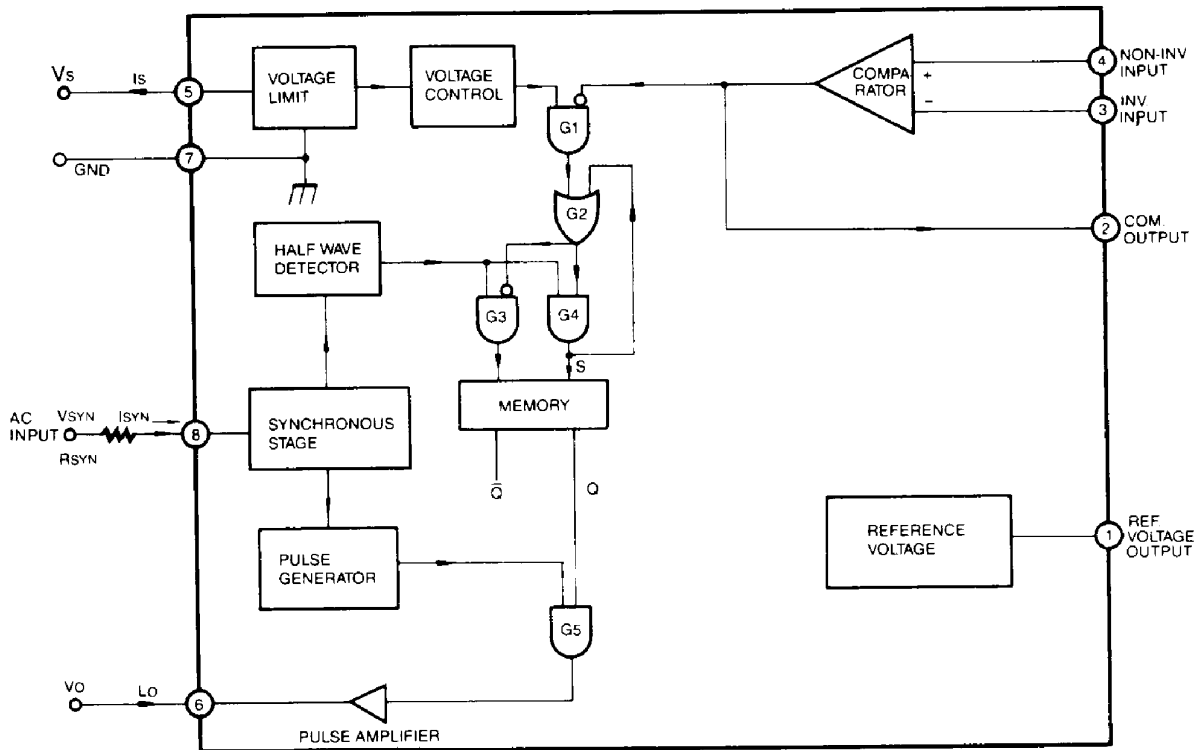 VS
IS
5
VOLTAGE
LIMIT
VOLTAGE
CONTROL
COMPA
RATOR
+
−
4
NON-INV
INPUT
3
INV
INPUT
G1
GND
7
G2
2
COM.
OUTPUT
HALF WAVE
DETECTOR
G3
G4
S
MEMORY
AC
INPUT
VSYN
ISYN
RSYN
8
SYNCHRONOUS
STAGE
Q̅
Q
REFERENCE
VOLTAGE
1
REF.
VOLTAGE
OUTPUT
PULSE
GENERATOR
G5
VO
LO
6
PULSE AMPLIFIER